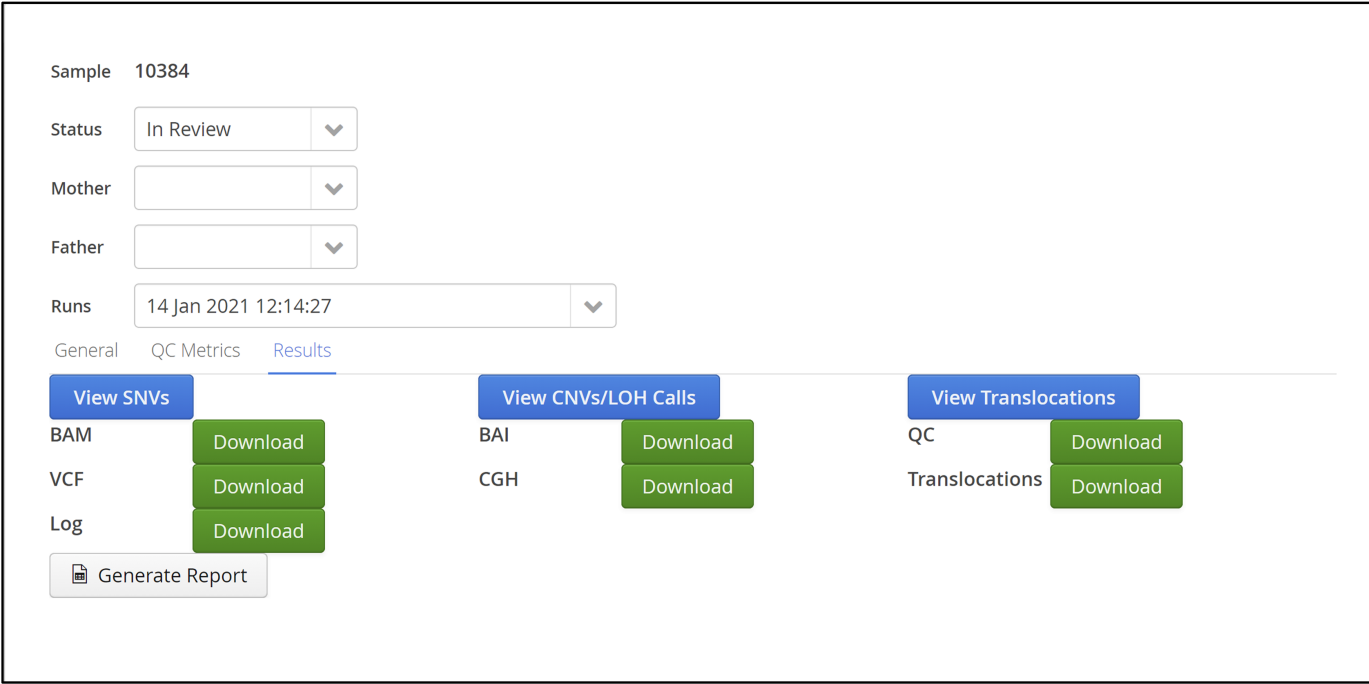 Sample 10384
Status In Review
Mother
Father
Runs 14 Jan 2021 12:14:27
General QC Metrics Results
View SNVs View CNVs/LOH Calls View Translocations
BAM Download BAI Download QC Download
VCF Download CGH Download Translocations Download
Log Download
Generate Report